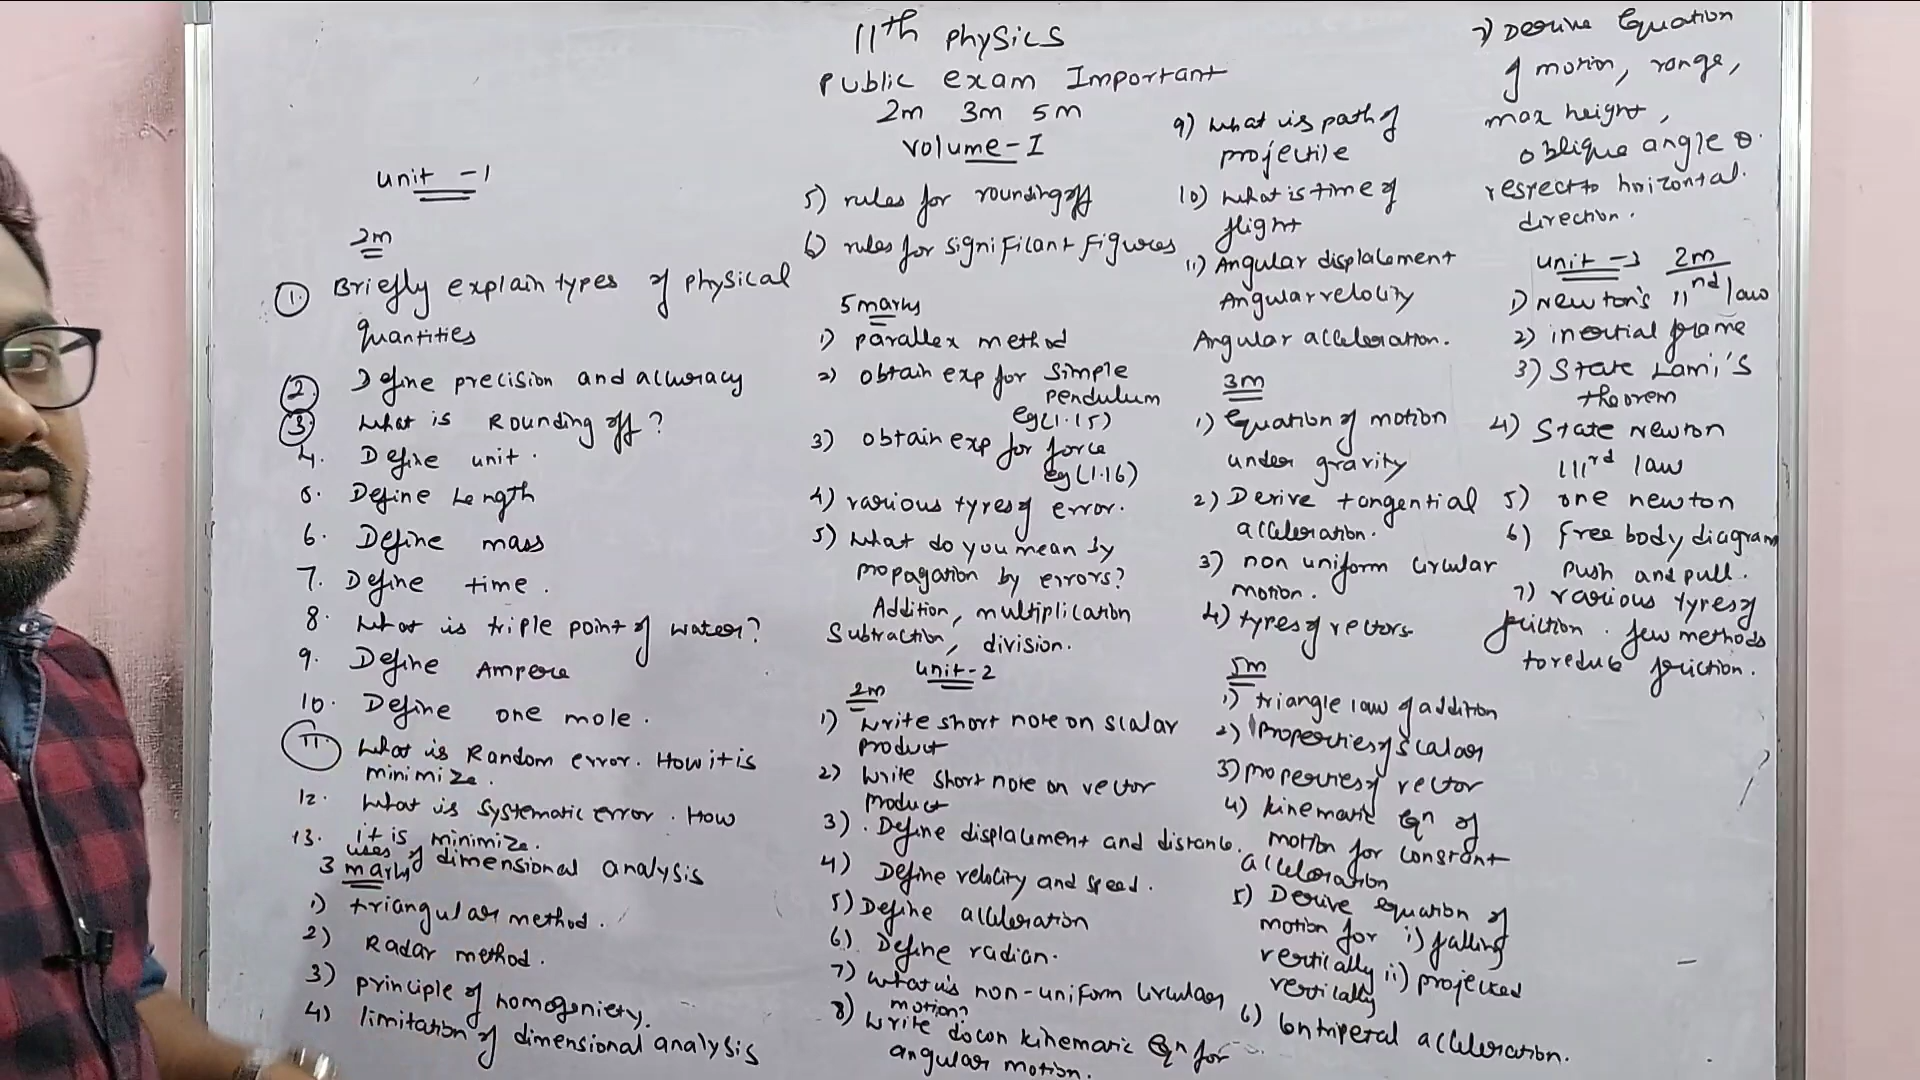 11th physics
public exam Important
2m 3m 5m
volume-I
unit -1
2m
1. Briefly explain types of physical
quantities
2. Define precision and accuracy
3. what is Rounding off?
4. Define unit.
5. Define Length
6. Define mass
7. Define time.
8. what is triple point of water?
9. Define Ampere
10. Define one mole.
11. what is Random error. How it is
minimize.
12. what is systematic error. How
it is minimize.
13. uses of dimensional analysis
3 marks
1) triangular method.
2) Radar method.
3) principle of homogeniety.
4) limitation of dimensional analysis
5) rules for rounding off
6) rules for significant figures
5 marks
1) parallex method
2) obtain exp for simple
pendulum
eg(1.15)
3) obtain exp for force
eg(1.16)
4) various types of error.
5) what do you mean by
propagation by errors?
Addition, multiplication
Subtraction, division.
unit-2
2m
1) write short note on scalar
product
2) write short note on vector
product
3). Define displacement and distance.
4) Define velocity and speed.
5) Define acceleration
6). Define radian.
7) what is non-uniform circular
motion?
8) write down kinematic Eqn for
angular motion.
9) what is path of
projectile
10) what is time of
flight
11) Angular displacement
Angular velocity
Angular acceleration.
3m
1) Equation of motion
under gravity
2) Derive tangential
acceleration.
3) non uniform circular
motion.
4) types of vectors
5m
1) triangle law of addition
2) properties of scalar
3) properties of vector
4) kinematic Eqn of
motion for constant
acceleration
5) Derive equation of
motion for i) falling
vertically ii) projected
vertically
6) centripetal acceleration.
7) Derive Equation
of motion, range,
max height,
oblique angle θ.
respect to horizontal.
direction.
unit -3 2m
1) Newton's IInd law
2) inertial frame
3) State Lami's
theorem
4) State Newton
IIIrd law
5) one newton
6) free body diagram
push and pull.
7) various types of
friction. few methods
to reduce friction.